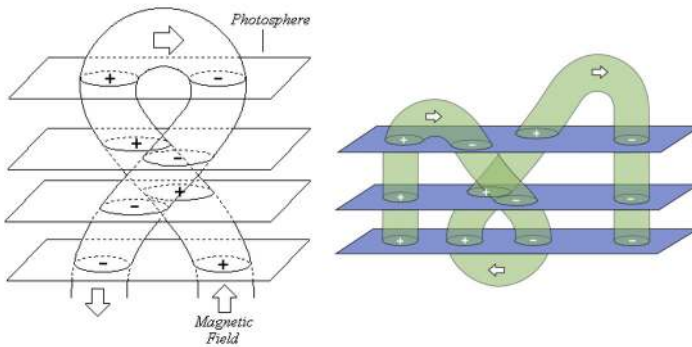 Photosphere
+ -
+
-
+
-
- +
Magnetic
Field
+ - + -
+ + - -
+ + - -